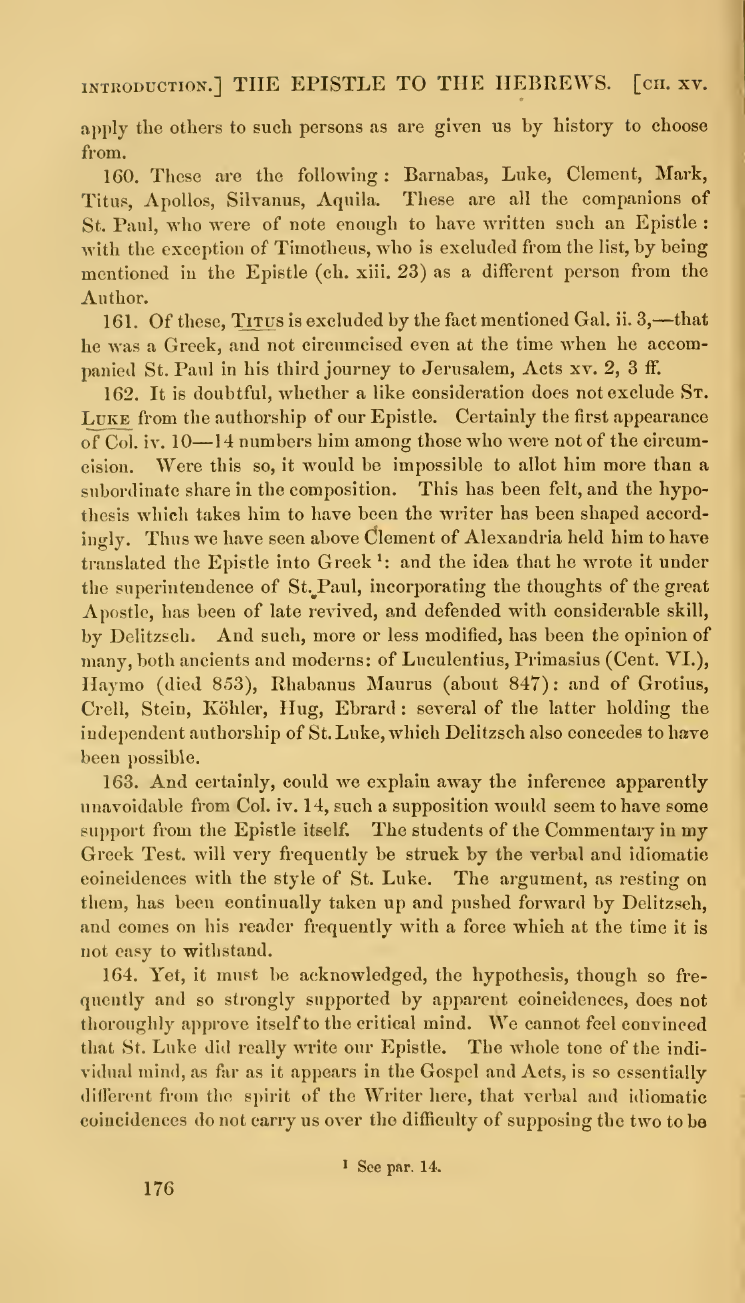 INTRODUCTION.] THE EPISTLE TO THE HEBREWS. [CH. XV.
apply the others to such persons as are given us by history to choose
from.
160. These are the following : Barnabas, Luke, Clement, Mark,
Titus, Apollos, Silvanus, Aquila. These are all the companions of
St. Paul, who were of note enough to have written such an Epistle :
with the exception of Timotheus, who is excluded from the list, by being
mentioned in the Epistle (ch. xiii. 23) as a different person from the
Author.
161. Of these, TITUS is excluded by the fact mentioned Gal. ii. 3,—that
he was a Greek, and not circumcised even at the time when he accom-
panied St. Paul in his third journey to Jerusalem, Acts xv. 2, 3 ff.
162. It is doubtful, whether a like consideration does not exclude ST.
LUKE from the authorship of our Epistle. Certainly the first appearance
of Col. iv. 10—14 numbers him among those who were not of the circum-
cision. Were this so, it would be impossible to allot him more than a
subordinate share in the composition. This has been felt, and the hypo-
thesis which takes him to have been the writer has been shaped accord-
ingly. Thus we have seen above Clement of Alexandria held him to have
translated the Epistle into Greek ¹: and the idea that he wrote it under
the superintendence of St. Paul, incorporating the thoughts of the great
Apostle, has been of late revived, and defended with considerable skill,
by Delitzsch. And such, more or less modified, has been the opinion of
many, both ancients and moderns: of Luculentius, Primasius (Cent. VI.),
Haymo (died 853), Rhabanus Maurus (about 847): and of Grotius,
Crell, Stein, Köhler, Hug, Ebrard : several of the latter holding the
independent authorship of St. Luke, which Delitzsch also concedes to have
been possible.
163. And certainly, could we explain away the inference apparently
unavoidable from Col. iv. 14, such a supposition would seem to have some
support from the Epistle itself. The students of the Commentary in my
Greek Test. will very frequently be struck by the verbal and idiomatic
coincidences with the style of St. Luke. The argument, as resting on
them, has been continually taken up and pushed forward by Delitzsch,
and comes on his reader frequently with a force which at the time it is
not easy to withstand.
164. Yet, it must be acknowledged, the hypothesis, though so fre-
quently and so strongly supported by apparent coincidences, does not
thoroughly approve itself to the critical mind. We cannot feel convinced
that St. Luke did really write our Epistle. The whole tone of the indi-
vidual mind, as far as it appears in the Gospel and Acts, is so essentially
different from the spirit of the Writer here, that verbal and idiomatic
coincidences do not carry us over the difficulty of supposing the two to be
¹ See par. 14.
176